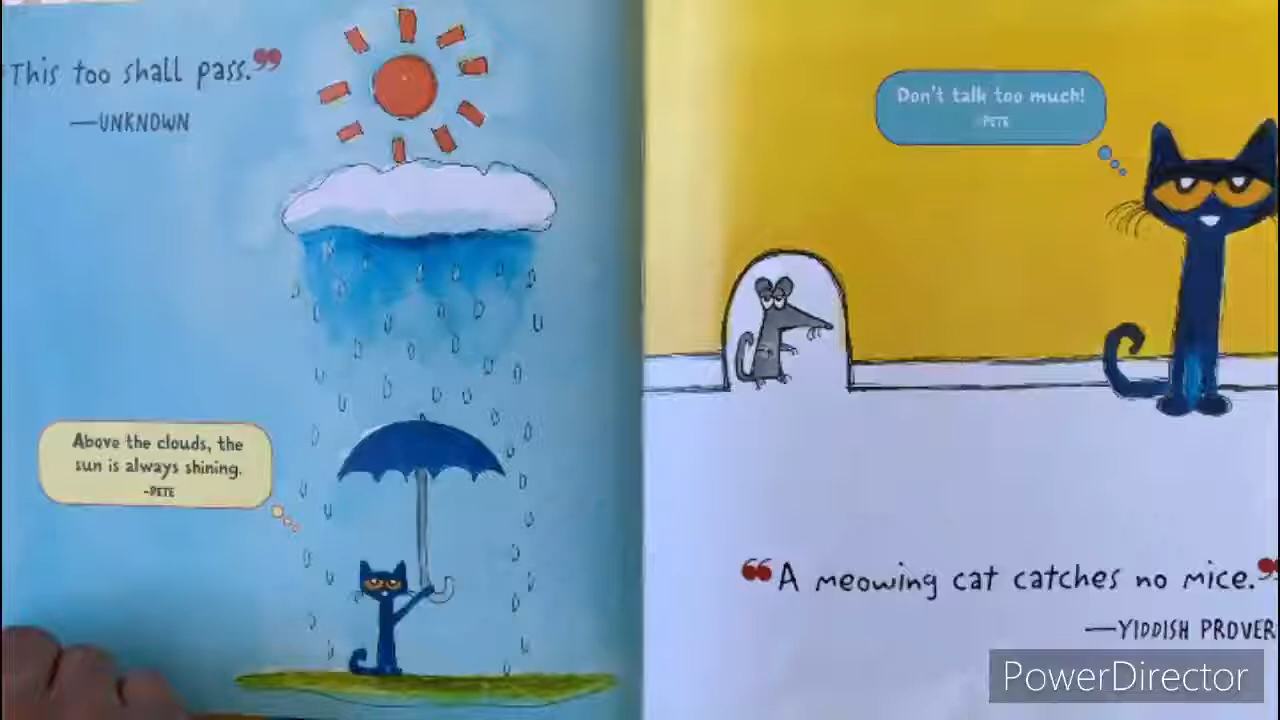 This too shall pass.”
—UNKNOWN
Above the clouds, the
sun is always shining.
-PETE
Don't talk too much!
-PETE
“A meowing cat catches no mice.”
—YIDDISH PROVER
PowerDirector